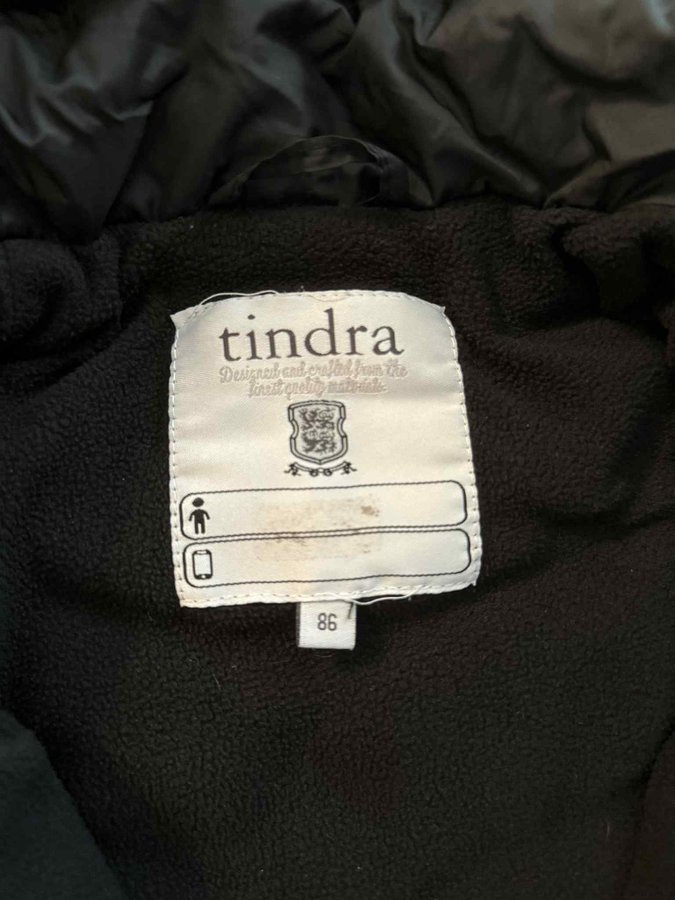 tindra
Designed and crafted from the
finest quality materials
86